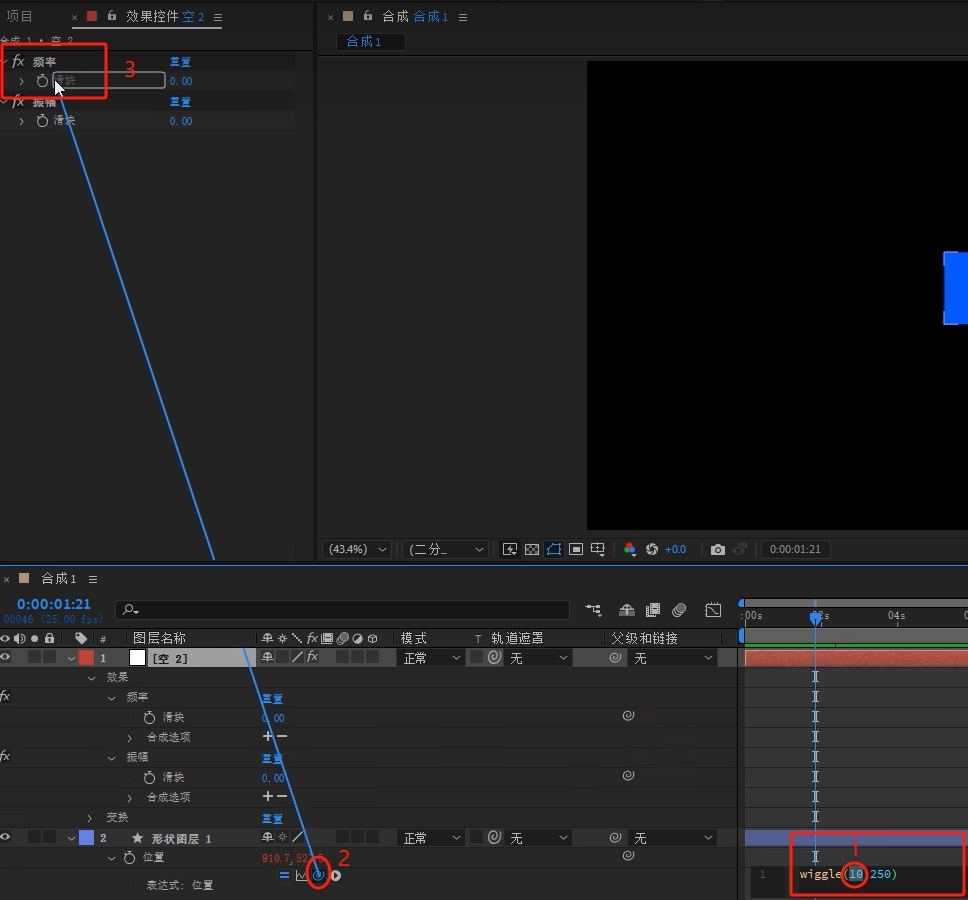 项目
效果控件 空 2
合成 1 • 空 2
fx 频率 重置
滑块 0.00
fx 振幅 重置
滑块 0.00
3
合成 合成 1
合成 1
(43.4%) (二分... +0.0 0:00:01:21
合成 1
0:00:01:21
00046 (25.00 fps)
:00s 02s 04s
# 图层名称 fx 模式 T 轨道遮罩 父级和链接
1 [空 2] fx 正常 无 无
效果
fx 频率 重置
滑块 0.00
合成选项 +−
fx 振幅 重置
滑块 0.00
合成选项 +−
变换 重置
2 形状图层 1 正常 无 无
位置
2
表达式: 位置
1
1 wiggle(10,250)